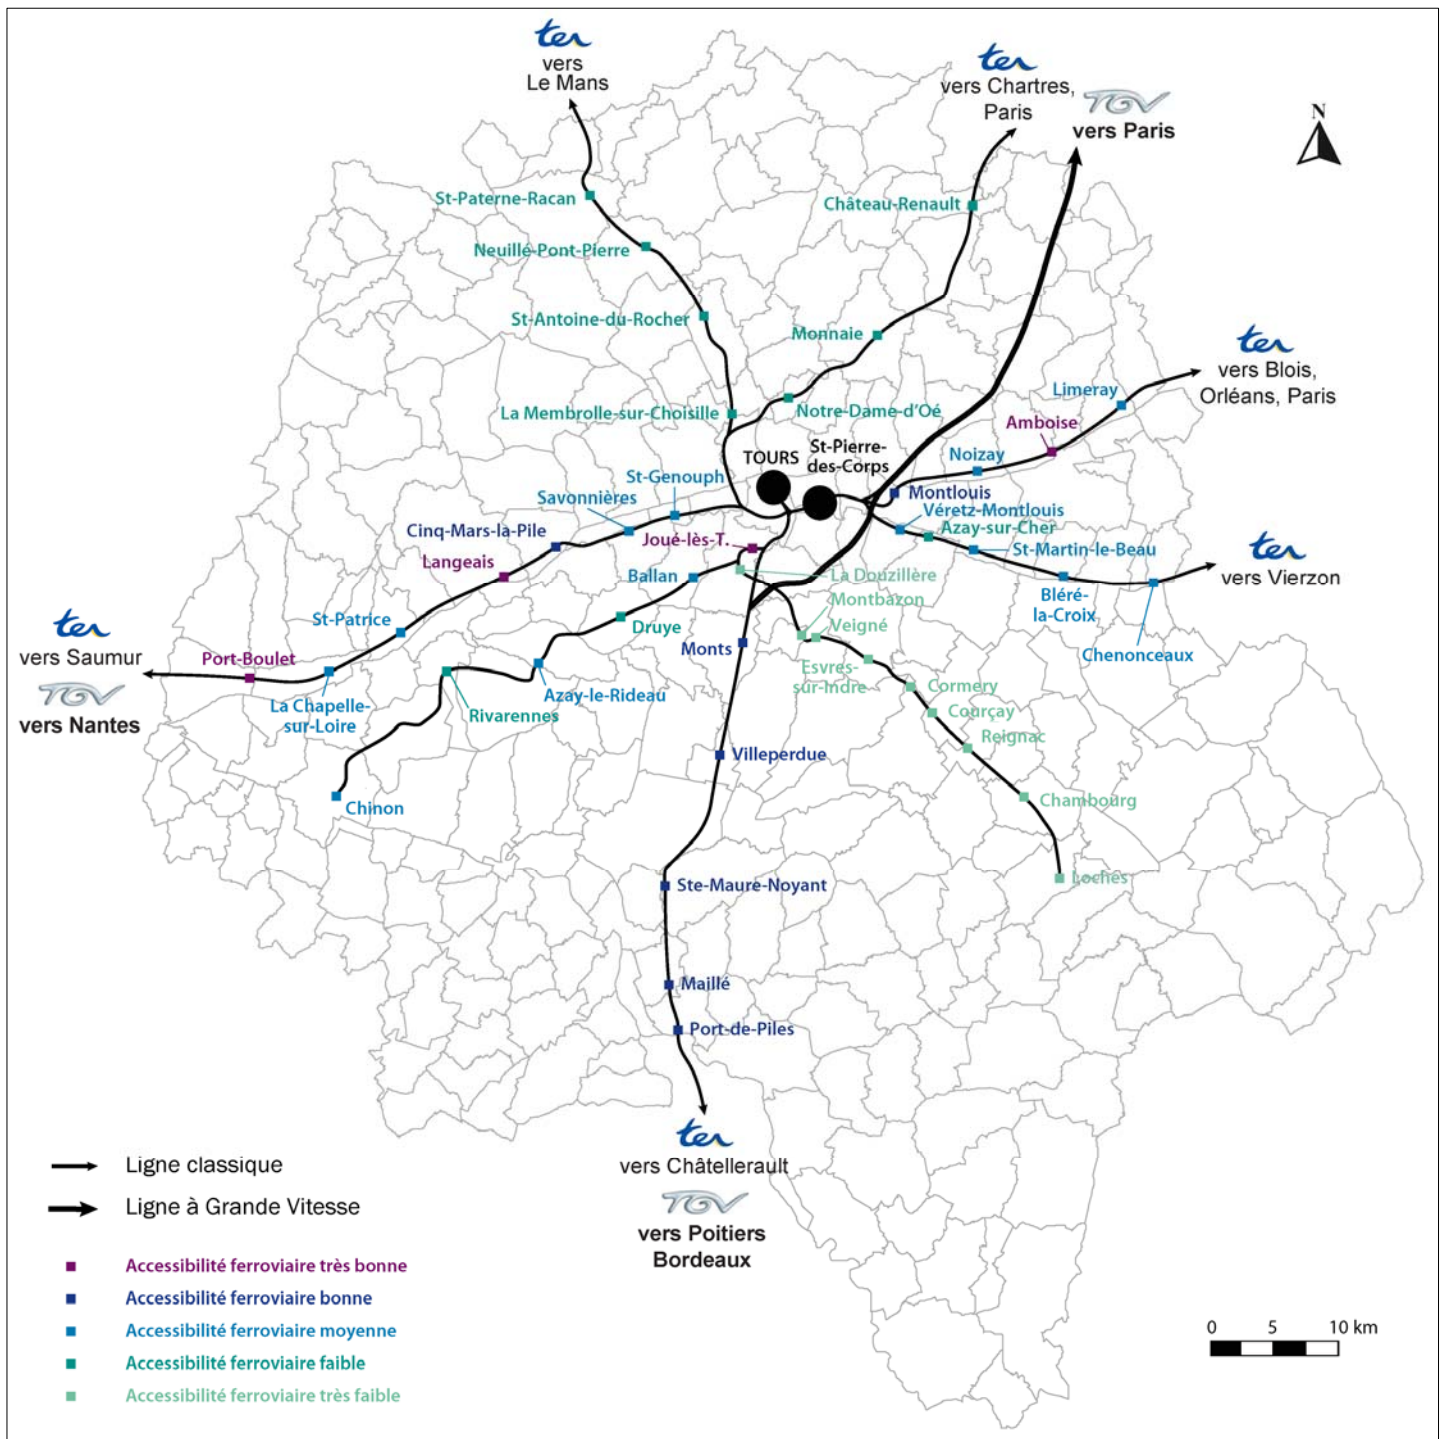 ter
vers
Le Mans
ter
vers Chartres,
Paris
TGV
vers Paris
N
St-Paterne-Racan
Château-Renault
Neuillé-Pont-Pierre
St-Antoine-du-Rocher
Monnaie
ter
vers Blois,
Orléans, Paris
Limeray
La Membrolle-sur-Choisille
Notre-Dame-d'Oé
Amboise
St-Pierre-
des-Corps
TOURS
Noizay
St-Genouph
Savonnières
Montlouis
Véretz-Montlouis
Azay-sur-Cher
Cinq-Mars-la-Pile
Joué-lès-T.
St-Martin-le-Beau
Langeais
ter
vers Vierzon
Ballan
La Douzillère
Bléré-
la-Croix
Montbazon
St-Patrice
Druye
Veigné
ter
vers Saumur
TGV
vers Nantes
Port-Boulet
Monts
Chenonceaux
Esvres-
sur-Indre
La Chapelle-
sur-Loire
Azay-le-Rideau
Cormery
Rivarennes
Courçay
Reignac
Villeperdue
Chinon
Chambourg
Loches
Ste-Maure-Noyant
Maillé
Port-de-Piles
ter
vers Châtellerault
TGV
vers Poitiers
Bordeaux
Ligne classique
Ligne à Grande Vitesse
Accessibilité ferroviaire très bonne
Accessibilité ferroviaire bonne
Accessibilité ferroviaire moyenne
Accessibilité ferroviaire faible
Accessibilité ferroviaire très faible
0 5 10 km